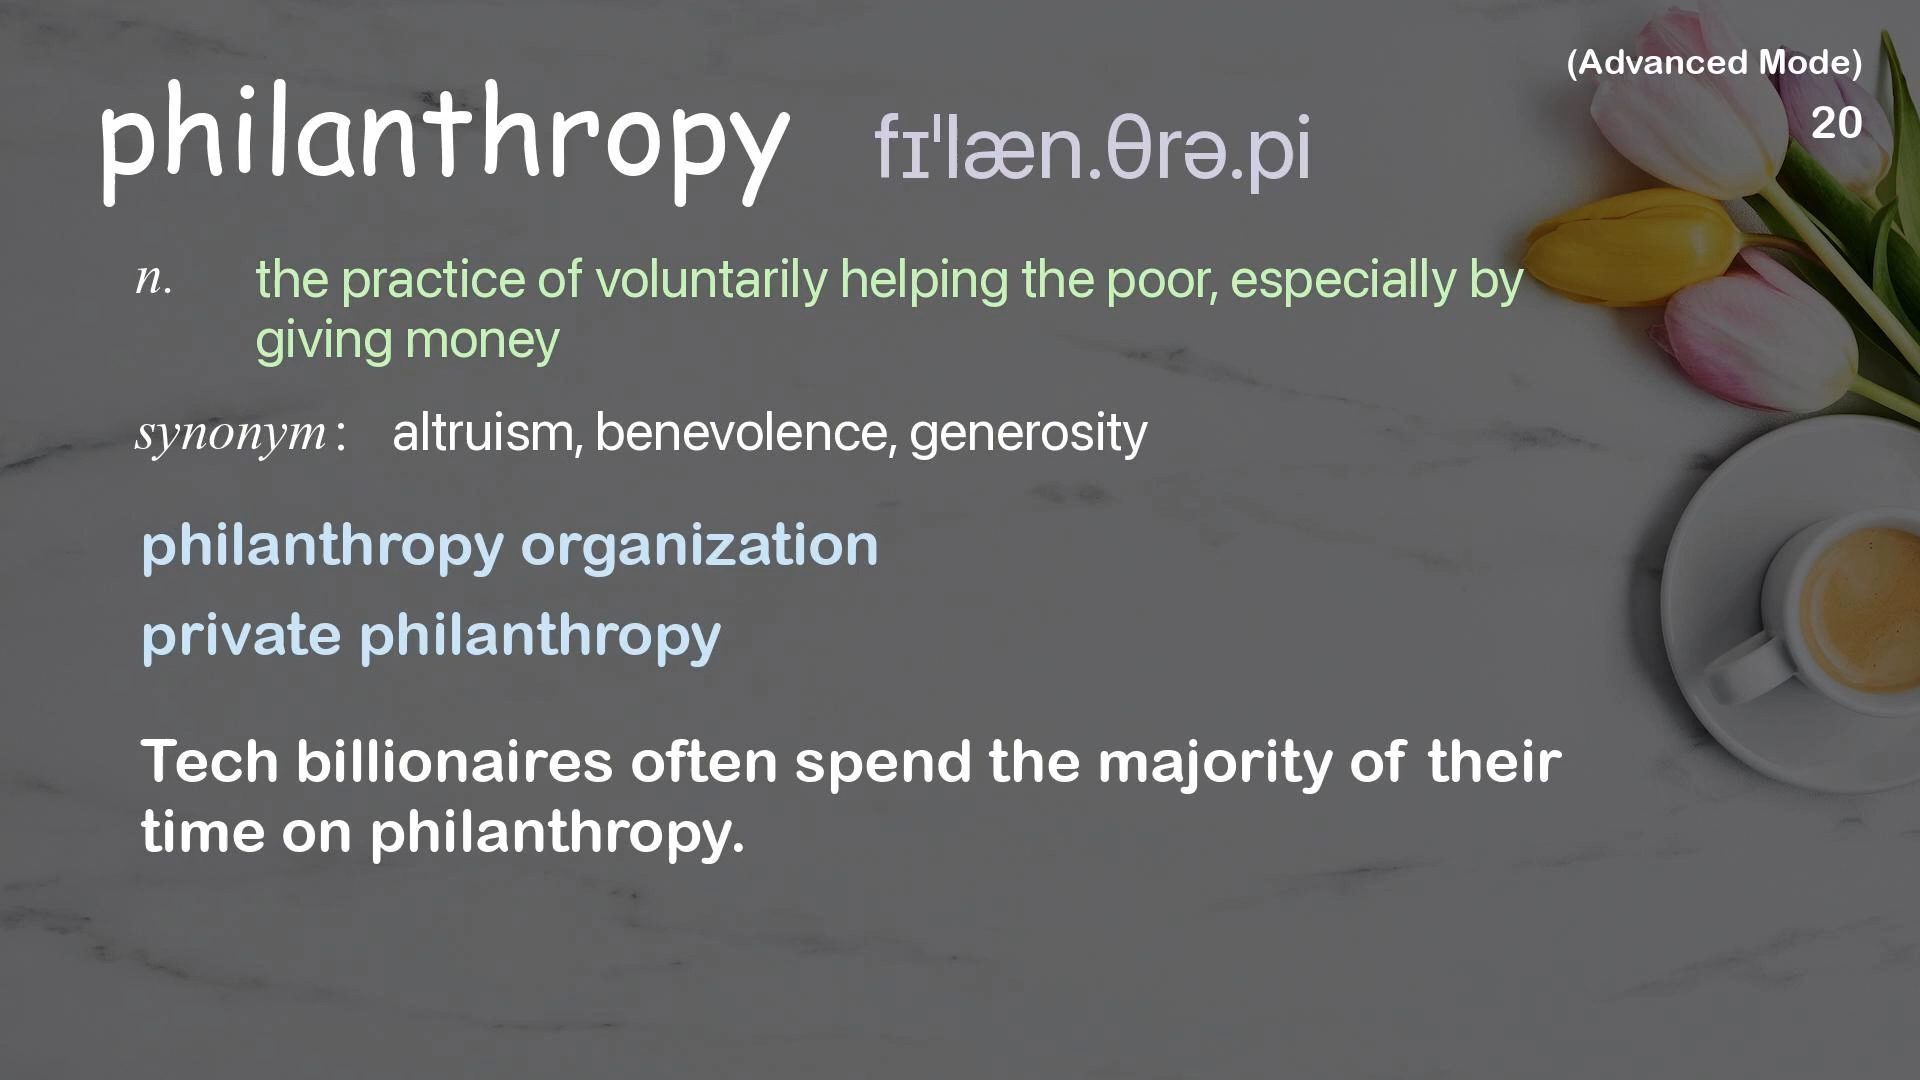 (Advanced Mode)
philanthropy fɪˈlæn.θrə.pi
20
n. the practice of voluntarily helping the poor, especially by
giving money
synonym: altruism, benevolence, generosity
philanthropy organization
private philanthropy
Tech billionaires often spend the majority of their
time on philanthropy.